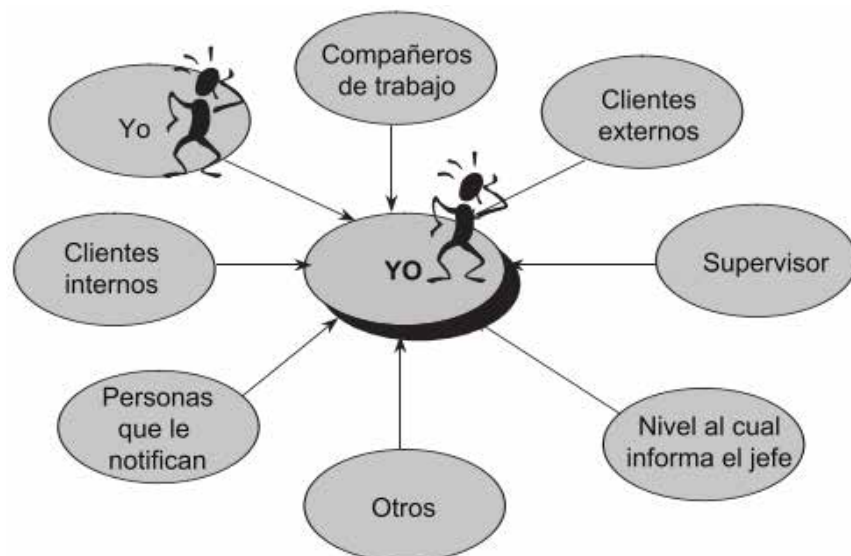 Compañeros
de trabajo
Yo
Clientes
externos
Clientes
internos
YO
Supervisor
Personas
que le
notifican
Nivel al cual
informa el jefe
Otros